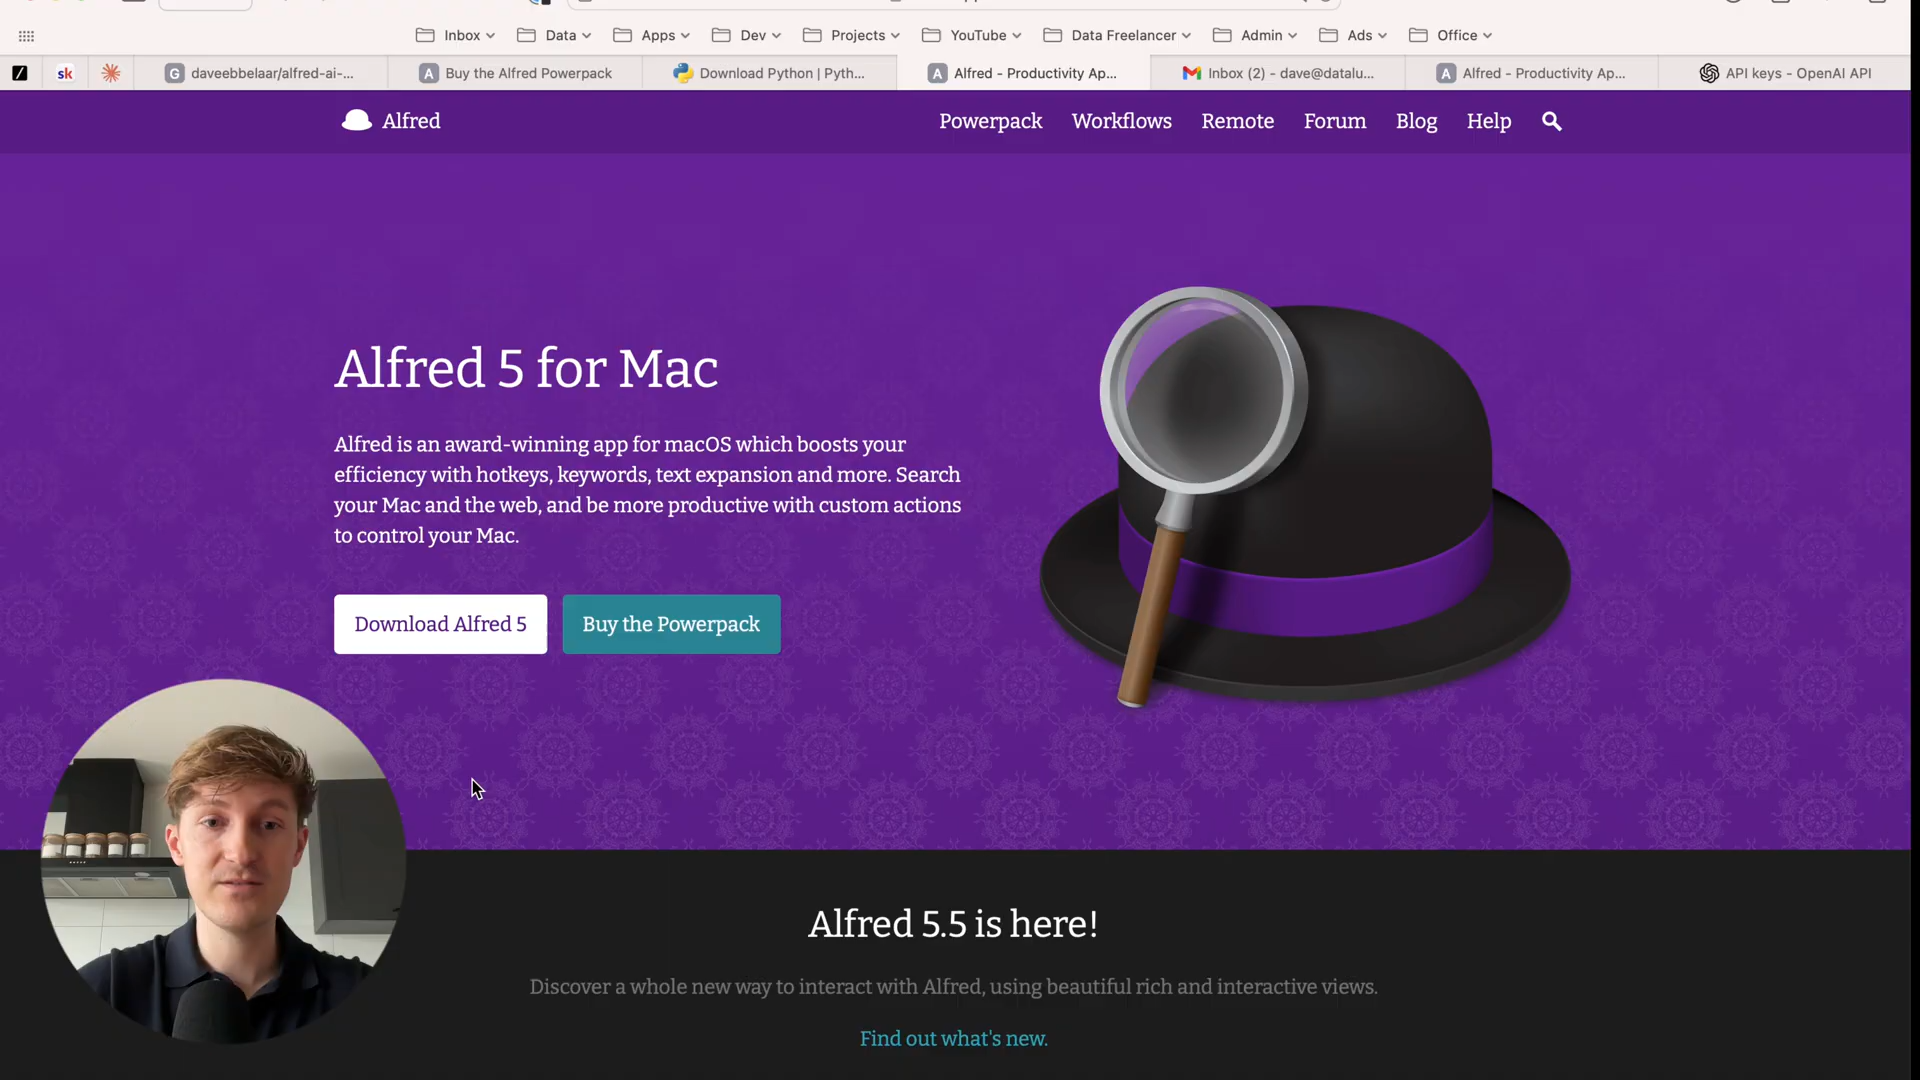 Inbox
Data
Apps
Dev
Projects
YouTube
Data Freelancer
Admin
Ads
Office
sk
G daveebbelaar/alfred-ai-...
A Buy the Alfred Powerpack
Download Python | Pyth...
A Alfred - Productivity Ap...
Inbox (2) - dave@datalu...
A Alfred - Productivity Ap...
API keys - OpenAI API
Alfred
Powerpack
Workflows
Remote
Forum
Blog
Help
Alfred 5 for Mac
Alfred is an award-winning app for macOS which boosts your
efficiency with hotkeys, keywords, text expansion and more. Search
your Mac and the web, and be more productive with custom actions
to control your Mac.
Download Alfred 5
Buy the Powerpack
Alfred 5.5 is here!
Discover a whole new way to interact with Alfred, using beautiful rich and interactive views.
Find out what's new.